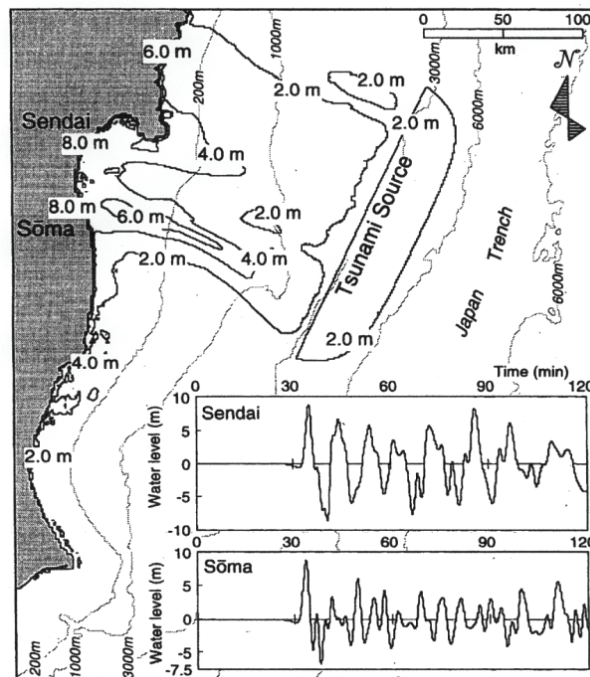 0 50 100
km
N
6.0 m
200m
1000m
2.0 m
2.0 m
3000m
2.0 m
6000m
Sendai
8.0 m
4.0 m
8.0 m
6.0 m
2.0 m
Sōma
2.0 m
4.0 m
Tsunami Source
Japan Trench
6000m
2.0 m
4.0 m
2.0 m
Time (min)
0 30 60 90 120
Sendai
Water level (m)
10
5
0
-5
-10
0 30 60 90 120
Sōma
Water level (m)
10
5
0
-5
-7.5
200m
1000m
3000m